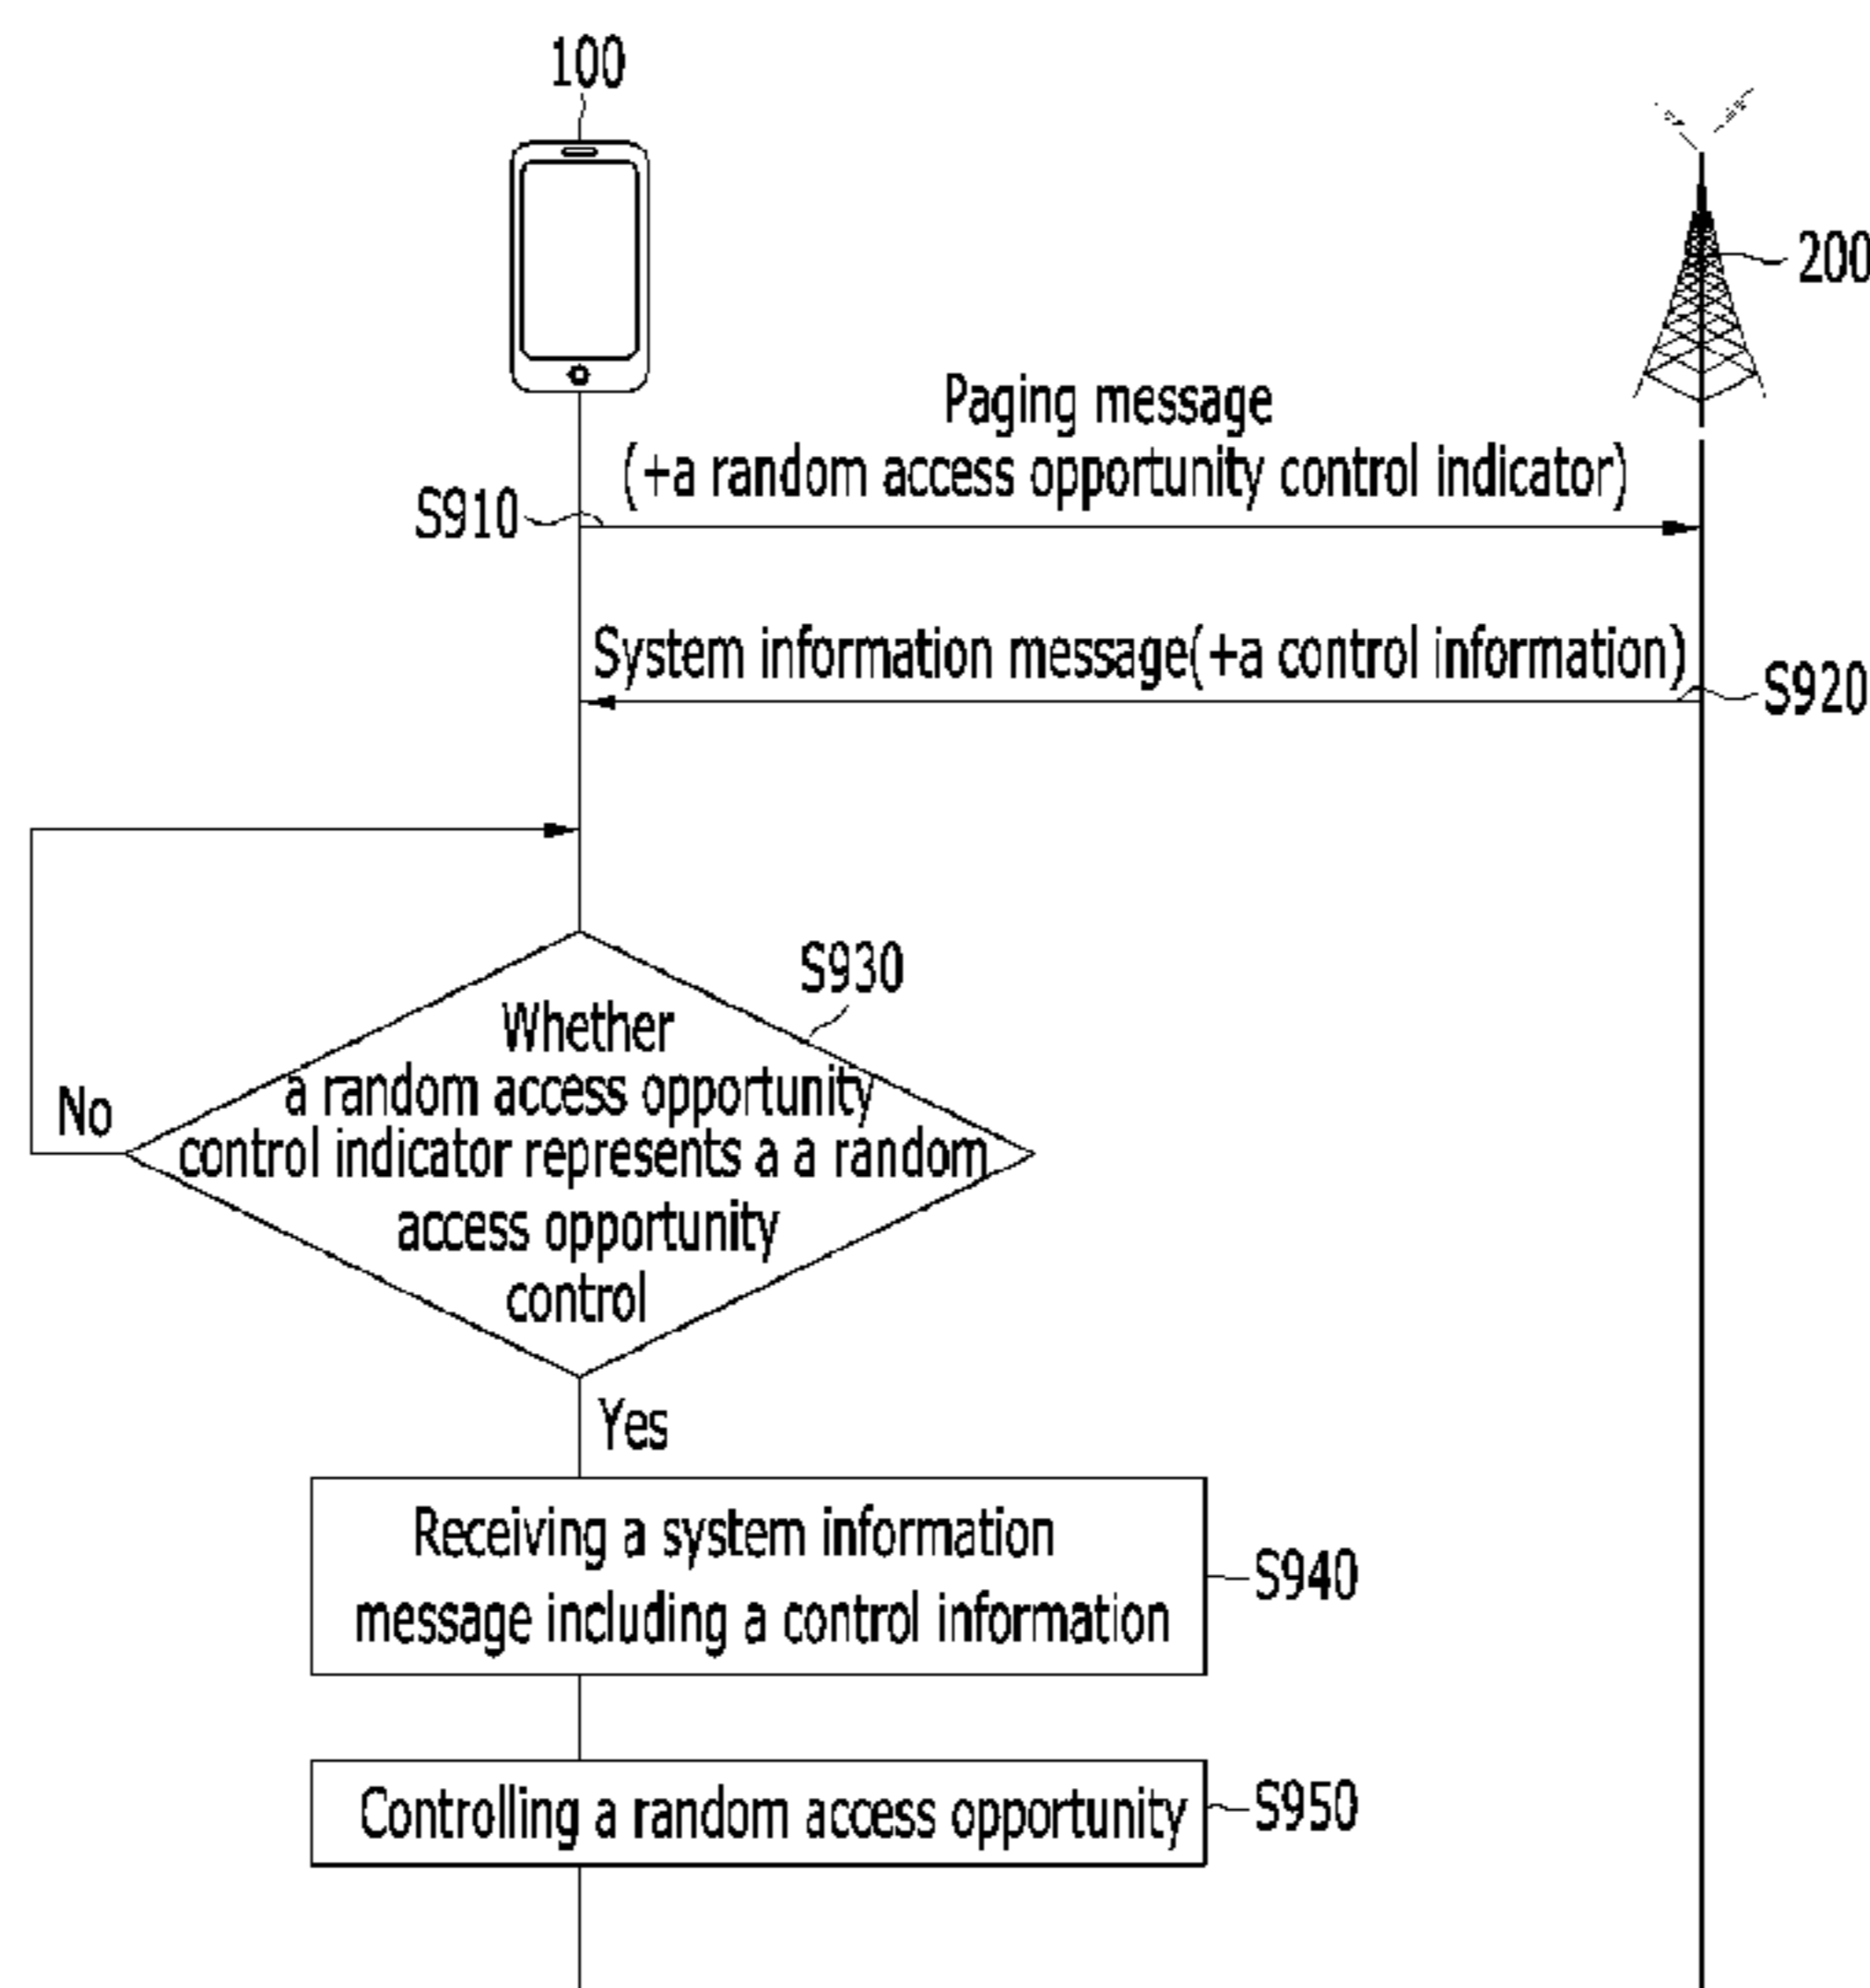 100
200
Paging message
(+a random access opportunity control indicator)
S910
System information message(+a control information)
S920
S930
Whether
a random access opportunity
control indicator represents a a random
access opportunity
control
No
Yes
Receiving a system information
message including a control information
S940
Controlling a random access opportunity
S950